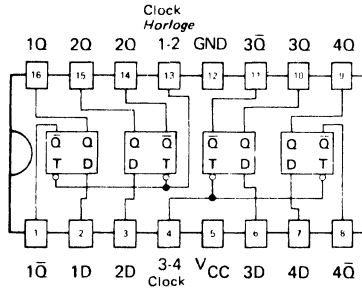 Clock
Horloge
1Q 2Q 2Q̅ 1-2 GND 3Q̅ 3Q 4Q
16 15 14 13 12 11 10 9
Q̅ Q Q Q̅ Q̅ Q Q Q̅
T D D T T D D T
1 2 3 4 5 6 7 8
1Q̅ 1D 2D 3-4 VCC 3D 4D 4Q̅
Clock